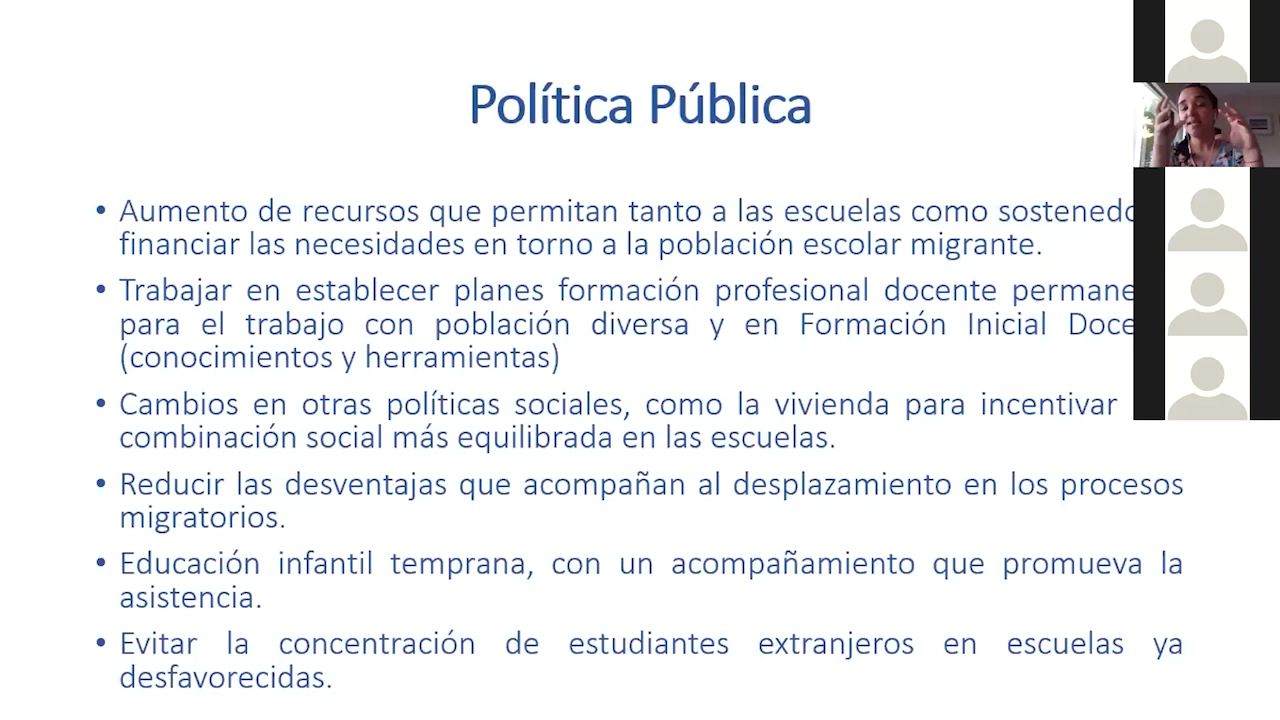 Política Pública
• Aumento de recursos que permitan tanto a las escuelas como
financiar las necesidades en torno a la población escolar migrante.
• Trabajar en establecer planes formación profesional docente
para el trabajo con población diversa y en Formación Inicial
(conocimientos y herramientas)
• Cambios en otras políticas sociales, como la vivienda para incentivar
combinación social más equilibrada en las escuelas.
• Reducir las desventajas que acompañan al desplazamiento en los procesos
migratorios.
• Educación infantil temprana, con un acompañamiento que promueva la
asistencia.
• Evitar la concentración de estudiantes extranjeros en escuelas ya
desfavorecidas.